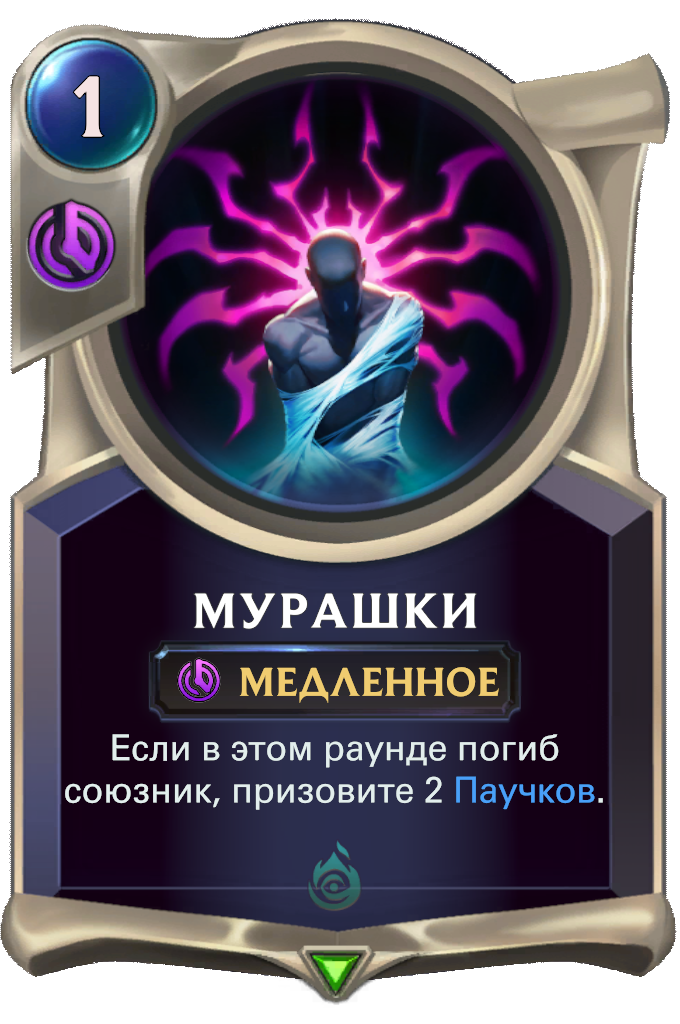 1
МУРАШКИ
МЕДЛЕННОЕ
Если в этом раунде погиб
союзник, призовите 2 Паучков.